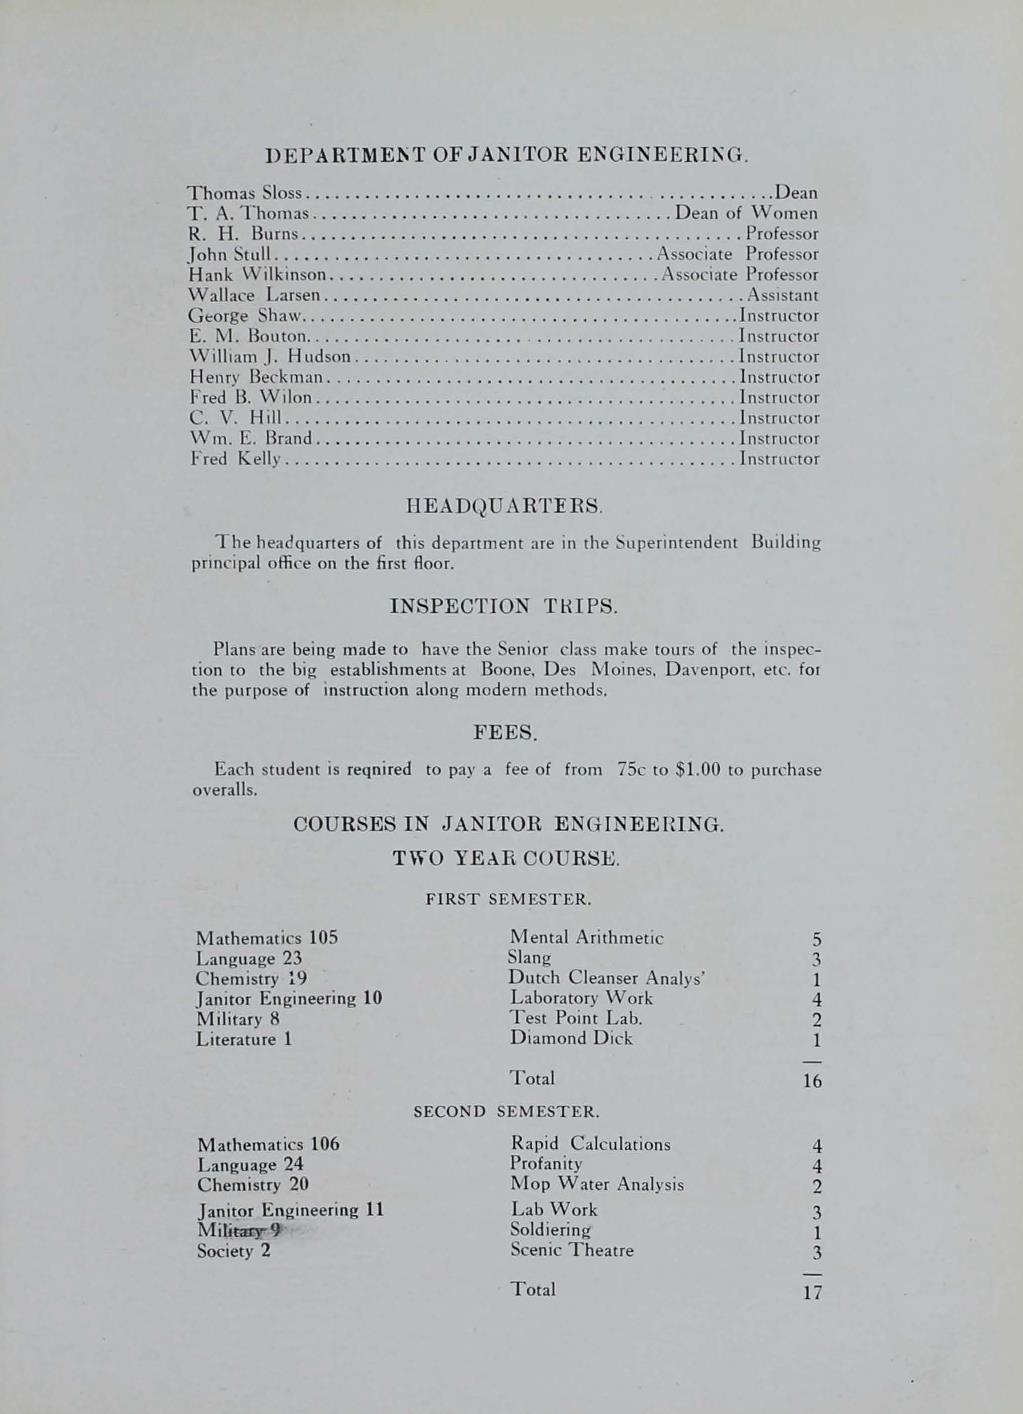 DEPARTMENT OF JANITOR ENGINEERING.
Thomas Sloss................................................Dean
T. A. Thomas.....................................Dean of Women
R. H. Burns.............................................Professor
John Stull.......................................Associate Professor
Hank Wilkinson..................................Associate Professor
Wallace Larsen...........................................Assistant
George Shaw.............................................Instructor
E. M. Bouton............................................Instructor
William J. Hudson.......................................Instructor
Henry Beckman..........................................Instructor
Fred B. Wilon...........................................Instructor
C. V. Hill..............................................Instructor
Wm. E. Brand...........................................Instructor
Fred Kelly..............................................Instructor
HEADQUARTERS.
The headquarters of this department are in the Superintendent Building
principal office on the first floor.
INSPECTION TRIPS.
Plans are being made to have the Senior class make tours of the inspec-
tion to the big establishments at Boone, Des Moines, Davenport, etc. for
the purpose of instruction along modern methods.
FEES.
Each student is reqnired to pay a fee of from 75c to $1.00 to purchase
overalls.
COURSES IN JANITOR ENGINEERING.
TWO YEAR COURSE.
FIRST SEMESTER.
Mathematics 105 Mental Arithmetic 5
Language 23 Slang 3
Chemistry 19 Dutch Cleanser Analys' 1
Janitor Engineering 10 Laboratory Work 4
Military 8 Test Point Lab. 2
Literature 1 Diamond Dick 1
Total 16
SECOND SEMESTER.
Mathematics 106 Rapid Calculations 4
Language 24 Profanity 4
Chemistry 20 Mop Water Analysis 2
Janitor Engineering 11 Lab Work 3
Military 9 Soldiering 1
Society 2 Scenic Theatre 3
Total 17